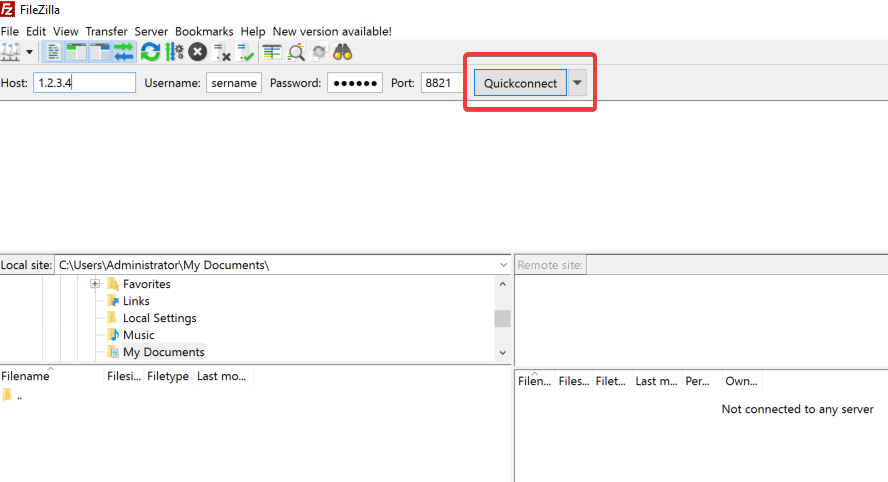 FileZilla
File Edit View Transfer Server Bookmarks Help New version available!
Host: 1.2.3.4 Username: sername Password: ●●●●●● Port: 8821 Quickconnect
Local site: C:\Users\Administrator\My Documents\ Remote site:
Favorites
Links
Local Settings
Music
My Documents
Filename Filesi... Filetype Last mo...
..
Filen... Files... Filet... Last m... Per... Own...
Not connected to any server